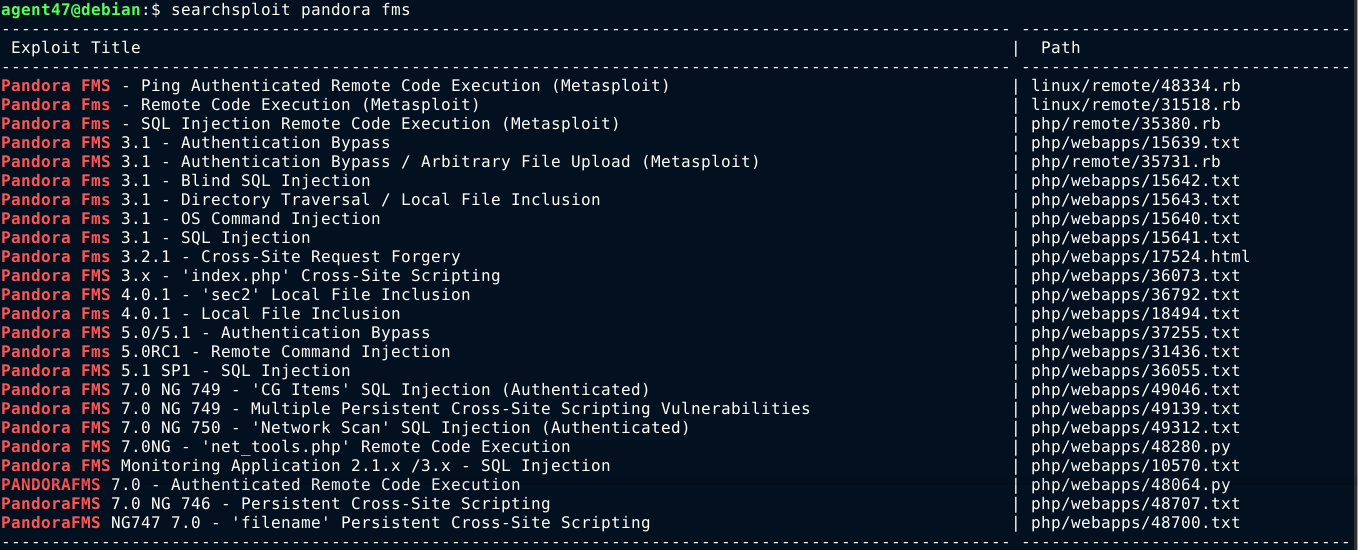 agent47@debian:$ searchsploit pandora fms
---------------------------------------------------------------------------------------------------- ---------------------------------
 Exploit Title                                                                                      |  Path
---------------------------------------------------------------------------------------------------- ---------------------------------
Pandora FMS - Ping Authenticated Remote Code Execution (Metasploit) | linux/remote/48334.rb
Pandora Fms - Remote Code Execution (Metasploit) | linux/remote/31518.rb
Pandora Fms - SQL Injection Remote Code Execution (Metasploit) | php/remote/35380.rb
Pandora FMS 3.1 - Authentication Bypass | php/webapps/15639.txt
Pandora FMS 3.1 - Authentication Bypass / Arbitrary File Upload (Metasploit) | php/remote/35731.rb
Pandora Fms 3.1 - Blind SQL Injection | php/webapps/15642.txt
Pandora Fms 3.1 - Directory Traversal / Local File Inclusion | php/webapps/15643.txt
Pandora Fms 3.1 - OS Command Injection | php/webapps/15640.txt
Pandora Fms 3.1 - SQL Injection | php/webapps/15641.txt
Pandora Fms 3.2.1 - Cross-Site Request Forgery | php/webapps/17524.html
Pandora FMS 3.x - 'index.php' Cross-Site Scripting | php/webapps/36073.txt
Pandora FMS 4.0.1 - 'sec2' Local File Inclusion | php/webapps/36792.txt
Pandora Fms 4.0.1 - Local File Inclusion | php/webapps/18494.txt
Pandora FMS 5.0/5.1 - Authentication Bypass | php/webapps/37255.txt
Pandora Fms 5.0RC1 - Remote Command Injection | php/webapps/31436.txt
Pandora FMS 5.1 SP1 - SQL Injection | php/webapps/36055.txt
Pandora FMS 7.0 NG 749 - 'CG Items' SQL Injection (Authenticated) | php/webapps/49046.txt
Pandora FMS 7.0 NG 749 - Multiple Persistent Cross-Site Scripting Vulnerabilities | php/webapps/49139.txt
Pandora FMS 7.0 NG 750 - 'Network Scan' SQL Injection (Authenticated) | php/webapps/49312.txt
Pandora FMS 7.0NG - 'net_tools.php' Remote Code Execution | php/webapps/48280.py
Pandora FMS Monitoring Application 2.1.x /3.x - SQL Injection | php/webapps/10570.txt
PANDORAFMS 7.0 - Authenticated Remote Code Execution | php/webapps/48064.py
PandoraFMS 7.0 NG 746 - Persistent Cross-Site Scripting | php/webapps/48707.txt
PandoraFMS NG747 7.0 - 'filename' Persistent Cross-Site Scripting | php/webapps/48700.txt
---------------------------------------------------------------------------------------------------- ---------------------------------